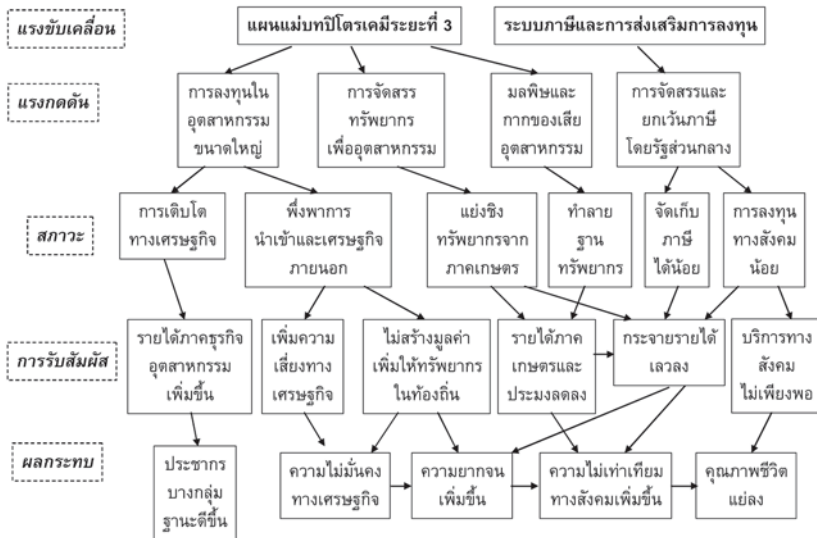 แรงขับเคลื่อน
แผนแม่บทปิโตรเคมีระยะที่ 3
ระบบภาษีและการส่งเสริมการลงทุน
แรงกดดัน
การลงทุนใน
อุตสาหกรรม
ขนาดใหญ่
การจัดสรร
ทรัพยากร
เพื่ออุตสาหกรรม
มลพิษและ
กากของเสีย
อุตสาหกรรม
การจัดสรรและ
ยกเว้นภาษี
โดยรัฐส่วนกลาง
สภาวะ
การเติบโต
ทางเศรษฐกิจ
พึ่งพาการ
นำเข้าและเศรษฐกิจ
ภายนอก
แย่งชิง
ทรัพยากรจาก
ภาคเกษตร
ทำลาย
ฐาน
ทรัพยากร
จัดเก็บ
ภาษี
ได้น้อย
การลงทุน
ทางสังคม
น้อย
การรับสัมผัส
รายได้ภาคธุรกิจ
อุตสาหกรรม
เพิ่มขึ้น
เพิ่มความ
เสี่ยงทาง
เศรษฐกิจ
ไม่สร้างมูลค่า
เพิ่มให้ทรัพยากร
ในท้องถิ่น
รายได้ภาค
เกษตรและ
ประมงลดลง
กระจายรายได้
เลวลง
บริการทาง
สังคม
ไม่เพียงพอ
ผลกระทบ
ประชากร
บางกลุ่ม
ฐานะดีขึ้น
ความไม่มั่นคง
ทางเศรษฐกิจ
ความยากจน
เพิ่มขึ้น
ความไม่เท่าเทียม
ทางสังคมเพิ่มขึ้น
คุณภาพชีวิต
แย่ลง